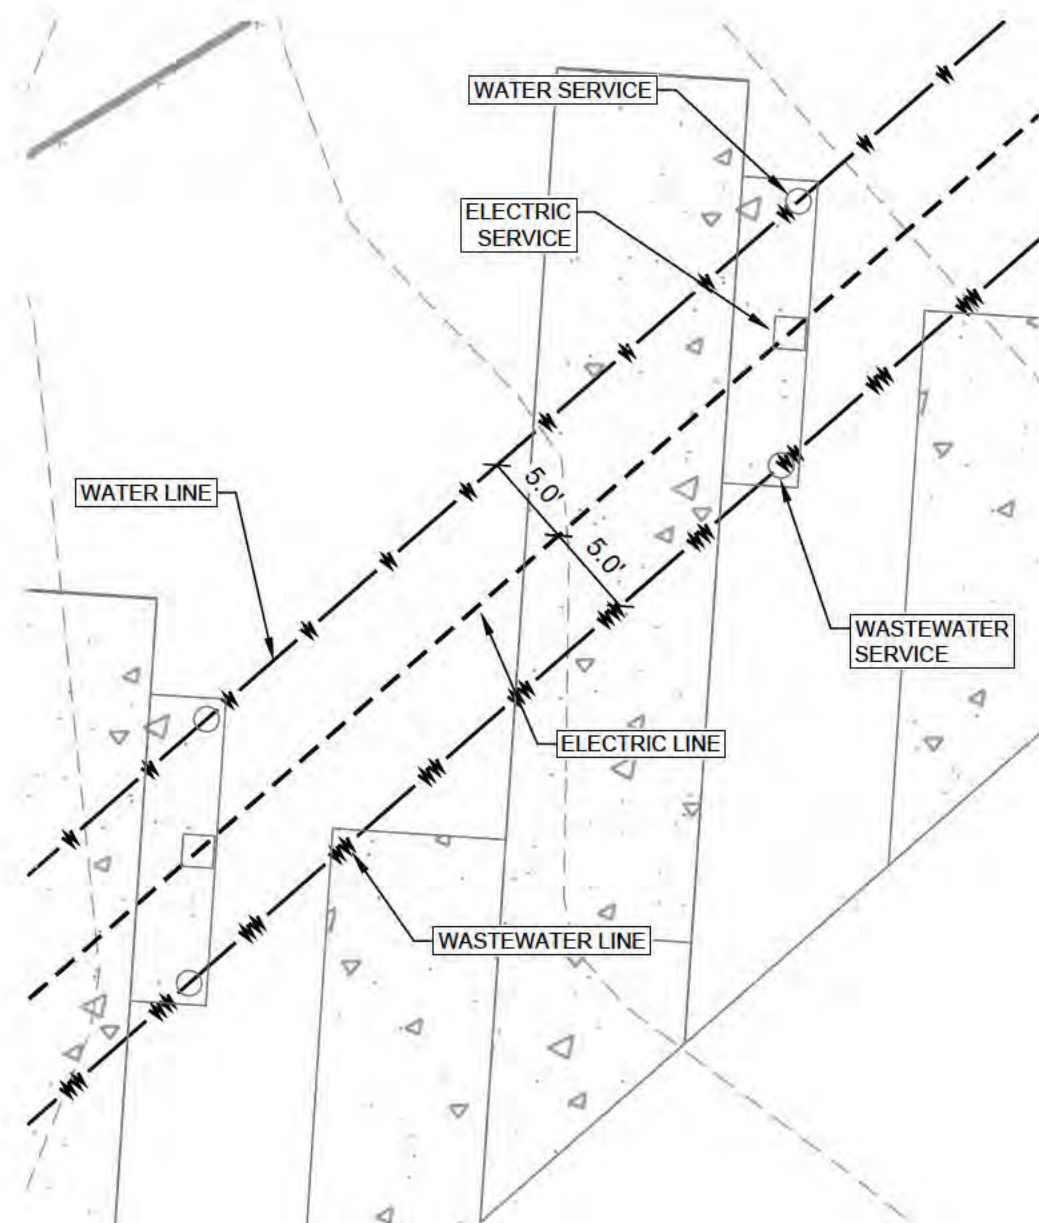 WATER SERVICE
ELECTRIC
SERVICE
5.0'
WATER LINE
5.0'
WASTEWATER
SERVICE
ELECTRIC LINE
WASTEWATER LINE